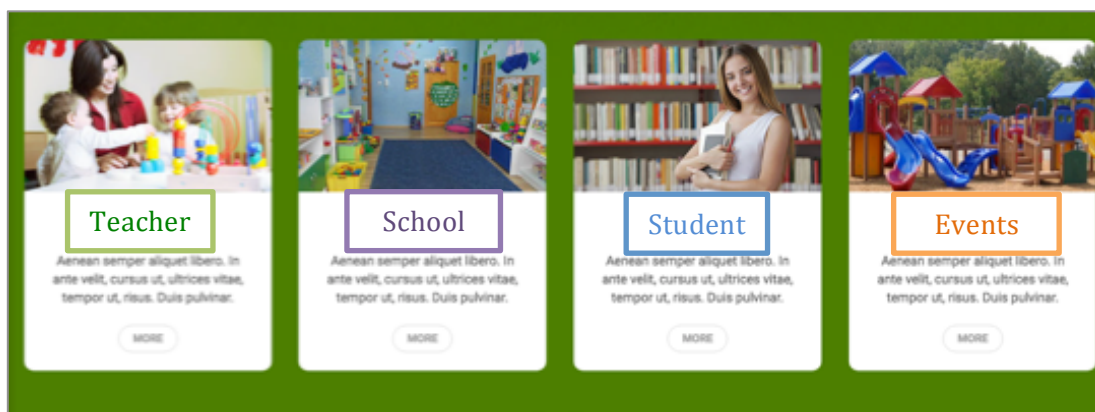 Teacher
Aenean semper aliquet libero. In
ante velit, cursus ut, ultrices vitae,
tempor ut, risus. Duis pulvinar.
MORE
School
Aenean semper aliquet libero. In
ante velit, cursus ut, ultrices vitae,
tempor ut, risus. Duis pulvinar.
MORE
Student
Aenean semper aliquet libero. In
ante velit, cursus ut, ultrices vitae,
tempor ut, risus. Duis pulvinar.
MORE
Events
Aenean semper aliquet libero. In
ante velit, cursus ut, ultrices vitae,
tempor ut, risus. Duis pulvinar.
MORE